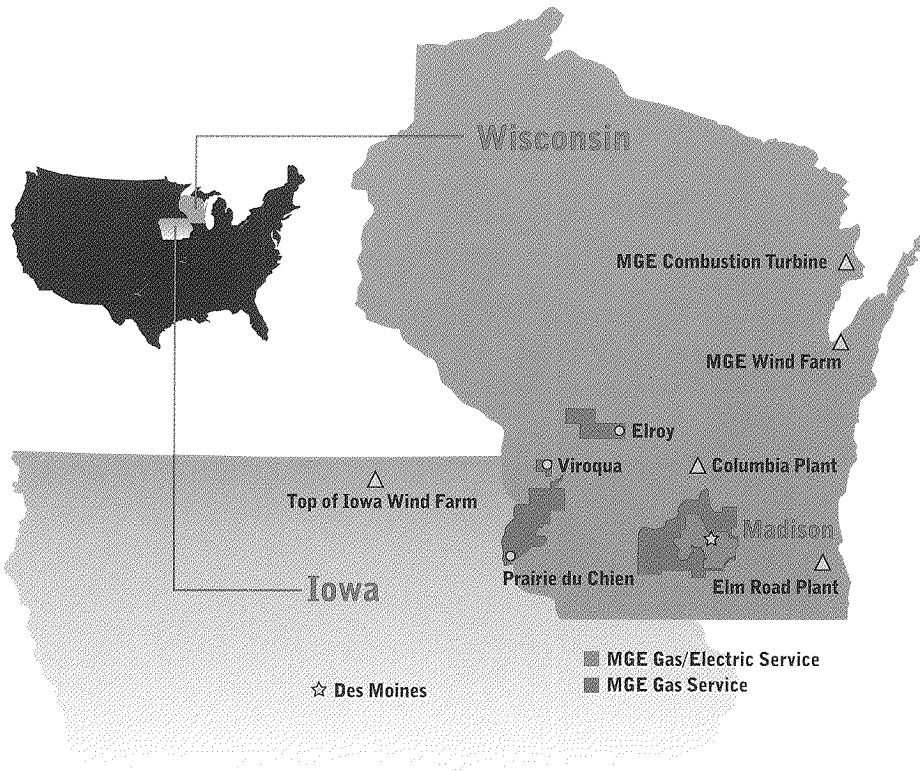 Wisconsin
MGE Combustion Turbine
MGE Wind Farm
Elroy
Viroqua
Columbia Plant
Top of Iowa Wind Farm
Madison
Prairie du Chien
Elm Road Plant
Iowa
MGE Gas/Electric Service
MGE Gas Service
Des Moines